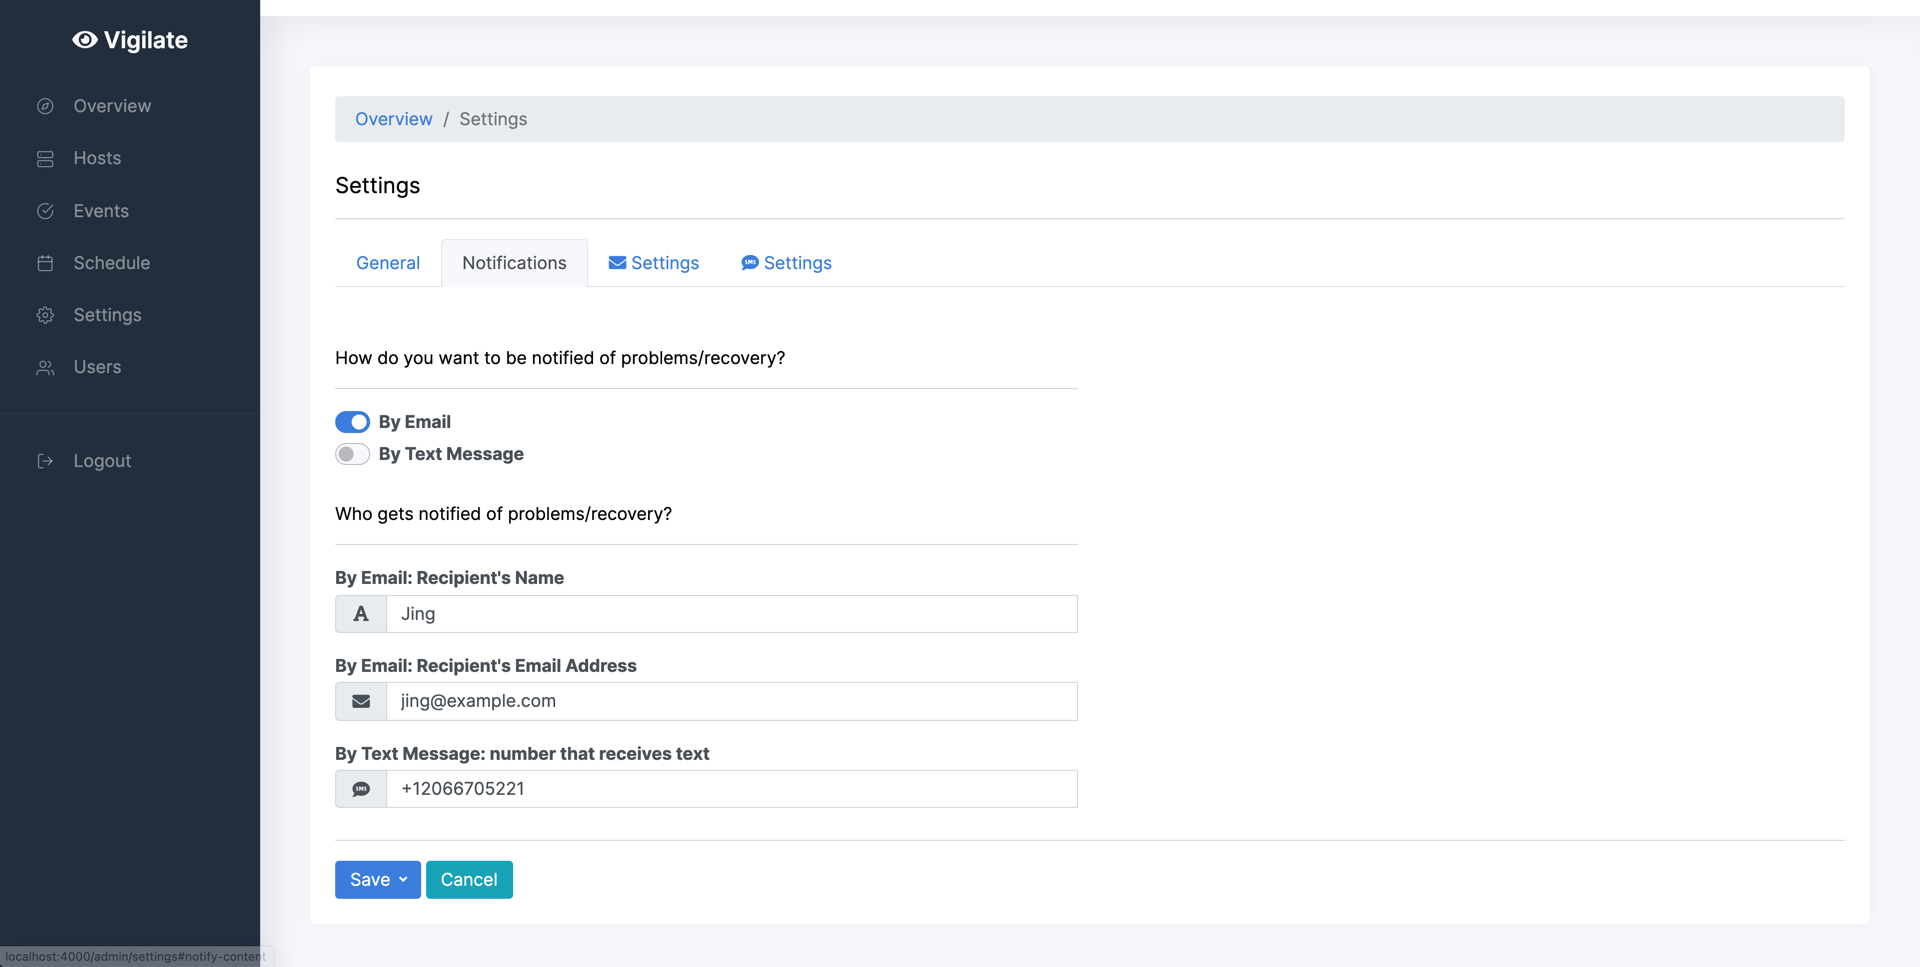 Vigilate
Overview
Hosts
Events
Schedule
Settings
Users
Logout
Overview / Settings
Settings
General Notifications Settings SMS Settings
How do you want to be notified of problems/recovery?
By Email
By Text Message
Who gets notified of problems/recovery?
By Email: Recipient's Name
A Jing
By Email: Recipient's Email Address
jing@example.com
By Text Message: number that receives text
SMS +12066705221
Save Cancel
localhost:4000/admin/settings#notify-content